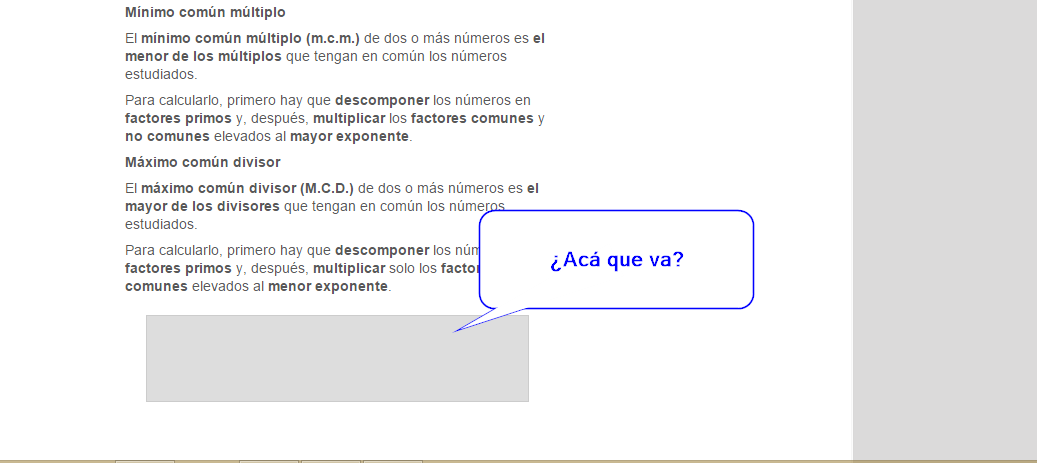 Mínimo común múltiplo
El mínimo común múltiplo (m.c.m.) de dos o más números es el
menor de los múltiplos que tengan en común los números
estudiados.
Para calcularlo, primero hay que descomponer los números en
factores primos y, después, multiplicar los factores comunes y
no comunes elevados al mayor exponente.
Máximo común divisor
El máximo común divisor (M.C.D.) de dos o más números es el
mayor de los divisores que tengan en común los números
estudiados.
Para calcularlo, primero hay que descomponer los
factores primos y, después, multiplicar solo los
comunes elevados al menor exponente.
¿Acá que va?